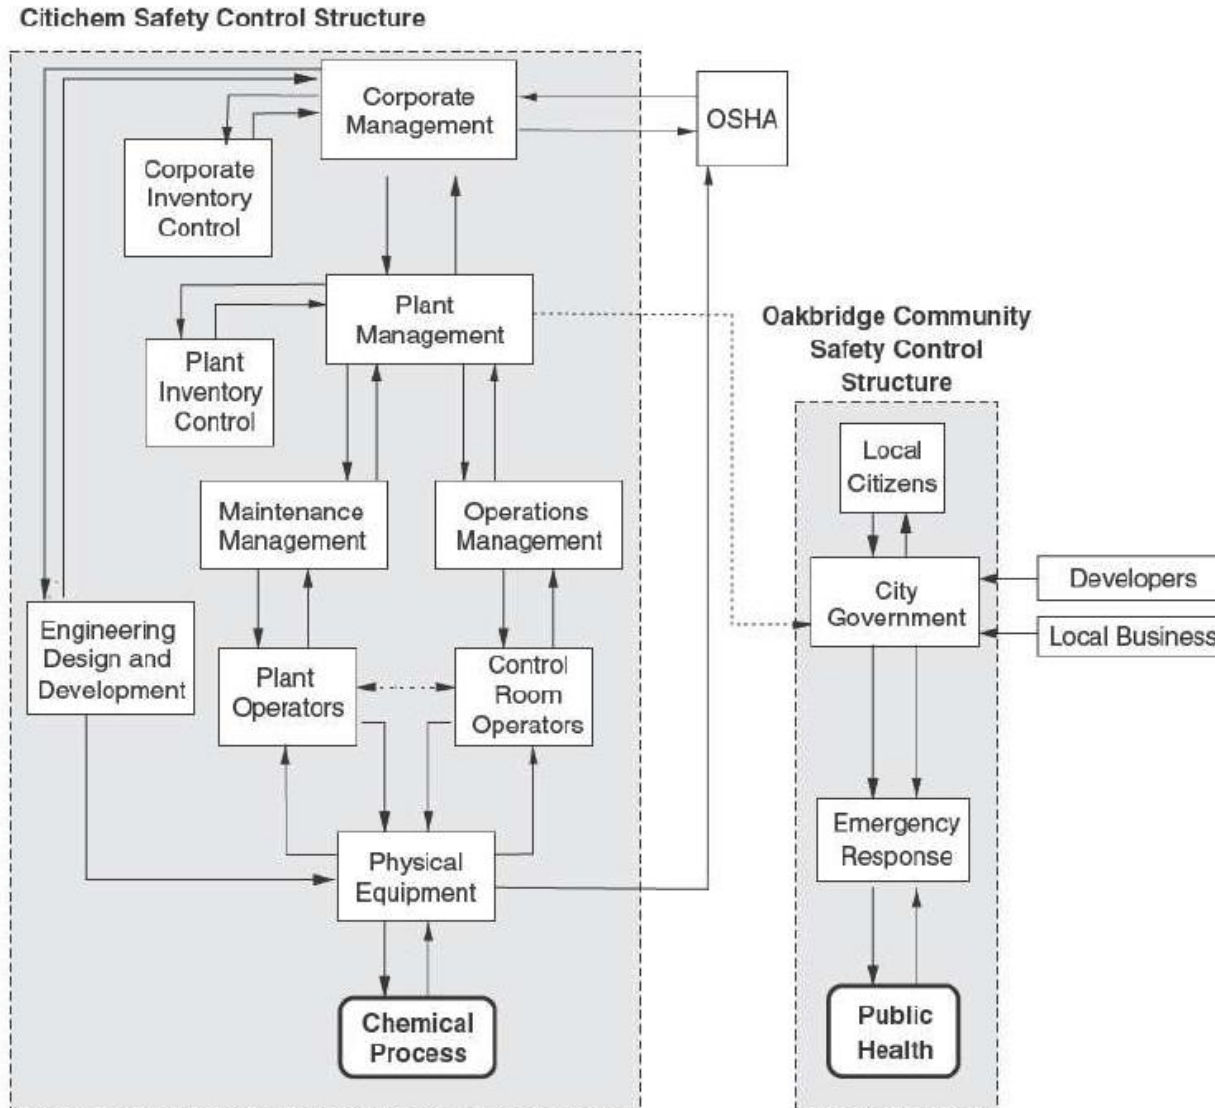 Citichem Safety Control Structure
Corporate
Management
OSHA
Corporate
Inventory
Control
Plant
Management
Plant
Inventory
Control
Oakbridge Community
Safety Control
Structure
Local
Citizens
Maintenance
Management
Operations
Management
City
Government
Developers
Local Business
Engineering
Design and
Development
Plant
Operators
Control
Room
Operators
Emergency
Response
Physical
Equipment
Chemical
Process
Public
Health